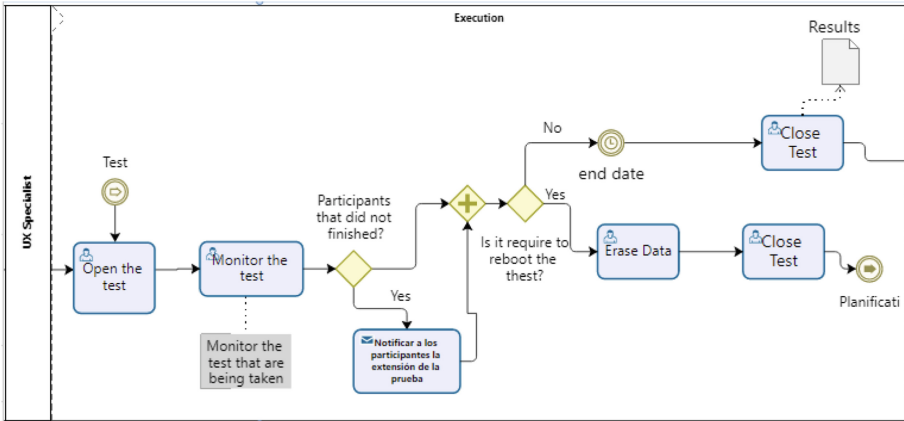 Execution
UX Specialist
Results
Test
No
Close
Test
end date
Participants
that did not
finished?
Yes
Is it require to
reboot the
thest?
Erase Data
Close
Test
Open the
test
Monitor the
test
Yes
Planificati
Notificar a los
participantes la
extensión de la
prueba
Monitor the
test that are
being taken